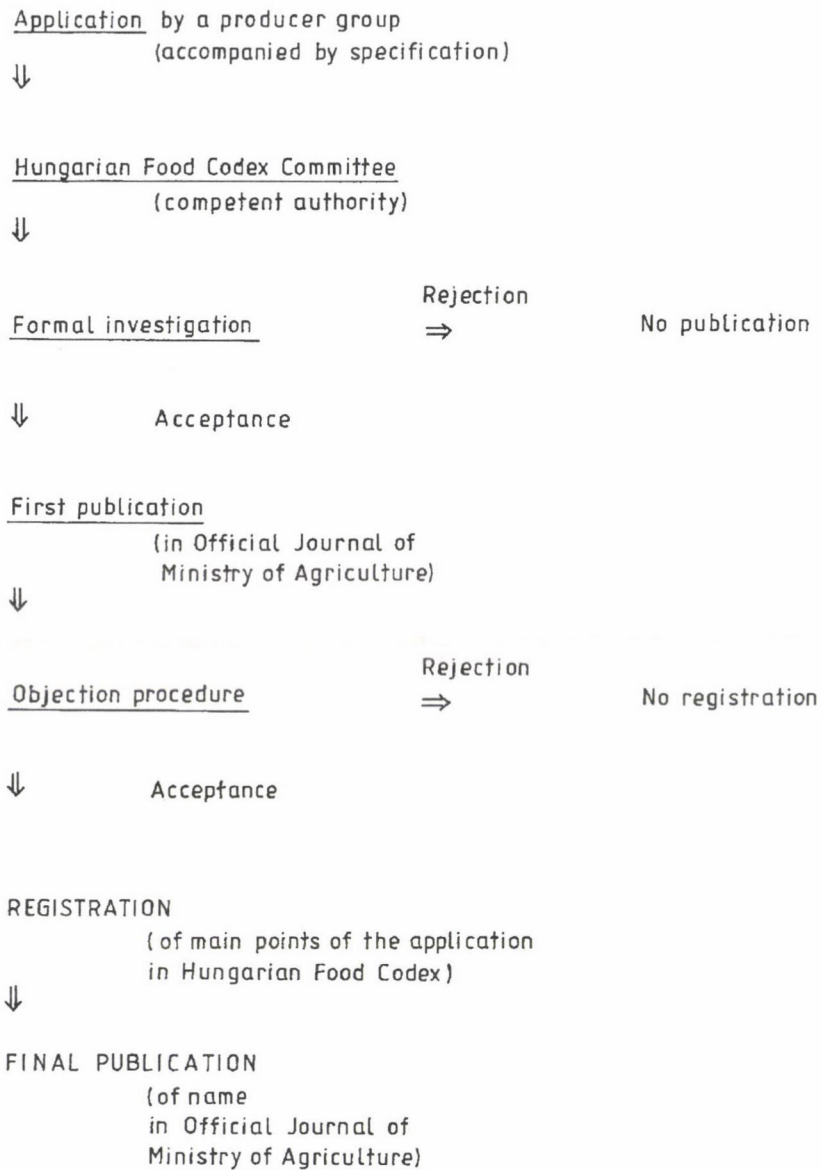 Application by a producer group
(accompanied by specification)
⇓
Hungarian Food Codex Committee
(competent authority)
⇓
Rejection
Formal investigation ⇒ No publication
⇓ Acceptance
First publication
(in Official Journal of
Ministry of Agriculture)
⇓
Rejection
Objection procedure ⇒ No registration
⇓ Acceptance
REGISTRATION
(of main points of the application
in Hungarian Food Codex)
⇓
FINAL PUBLICATION
(of name
in Official Journal of
Ministry of Agriculture)